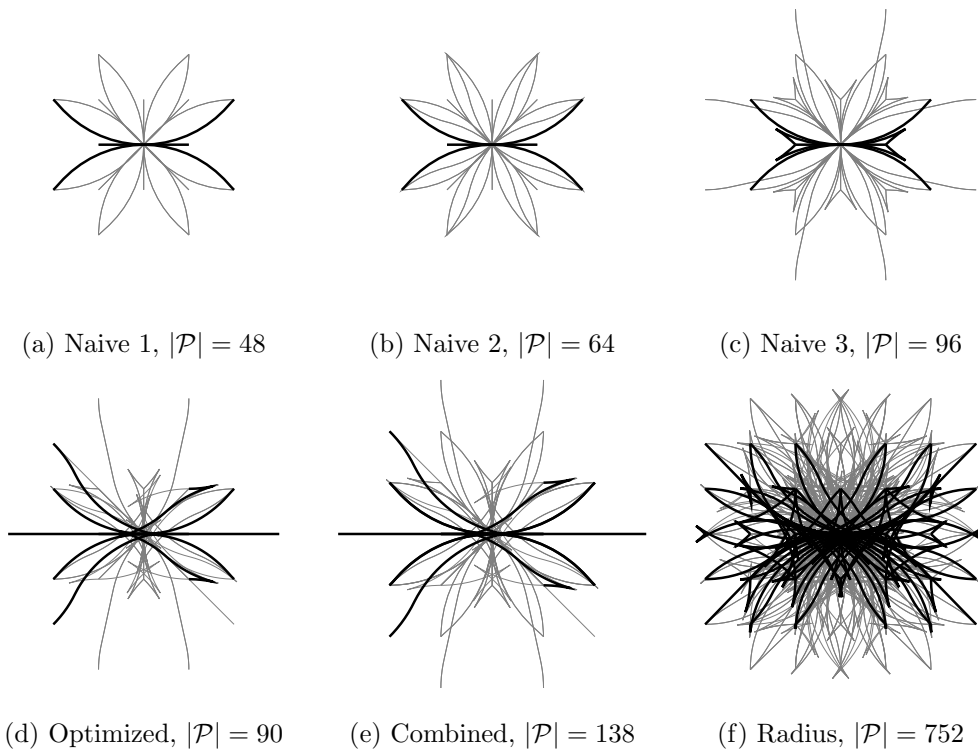 (a) Naive 1, |𝒫| = 48
(b) Naive 2, |𝒫| = 64
(c) Naive 3, |𝒫| = 96
(d) Optimized, |𝒫| = 90
(e) Combined, |𝒫| = 138
(f) Radius, |𝒫| = 752